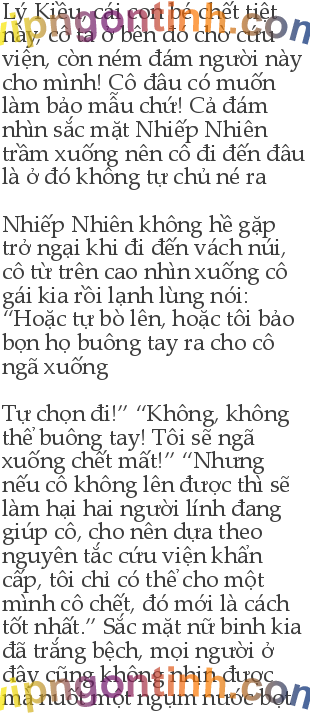 Lý Kiều, cái con bé chết tiệt
này, cô ta ở bên đó cho cứu
viện, còn ném đám người này
cho mình! Cô đâu có muốn
làm bảo mẫu chứ! Cả đám
nhìn sắc mặt Nhiếp Nhiên
trầm xuống nên cô đi đến đâu
là ở đó không tự chủ né ra

Nhiếp Nhiên không hề gặp
trở ngại khi đi đến vách núi,
cô từ trên cao nhìn xuống cô
gái kia rồi lạnh lùng nói:
“Hoặc tự bò lên, hoặc tôi bảo
bọn họ buông tay ra cho cô
ngã xuống

Tự chọn đi!” “Không, không
thể buông tay! Tôi sẽ ngã
xuống chết mất!” “Nhưng
nếu cô không lên được thì sẽ
làm hại hai người lính đang
giúp cô, cho nên dựa theo
nguyên tắc cứu viện khẩn
cấp, tôi chỉ có thể cho một
mình cô chết, đó mới là cách
tốt nhất.” Sắc mặt nữ binh kia
đã trắng bệch, mọi người ở
đây cũng không nhịn được
mà nuốt một ngụm nước bọt
vipngontinh.com